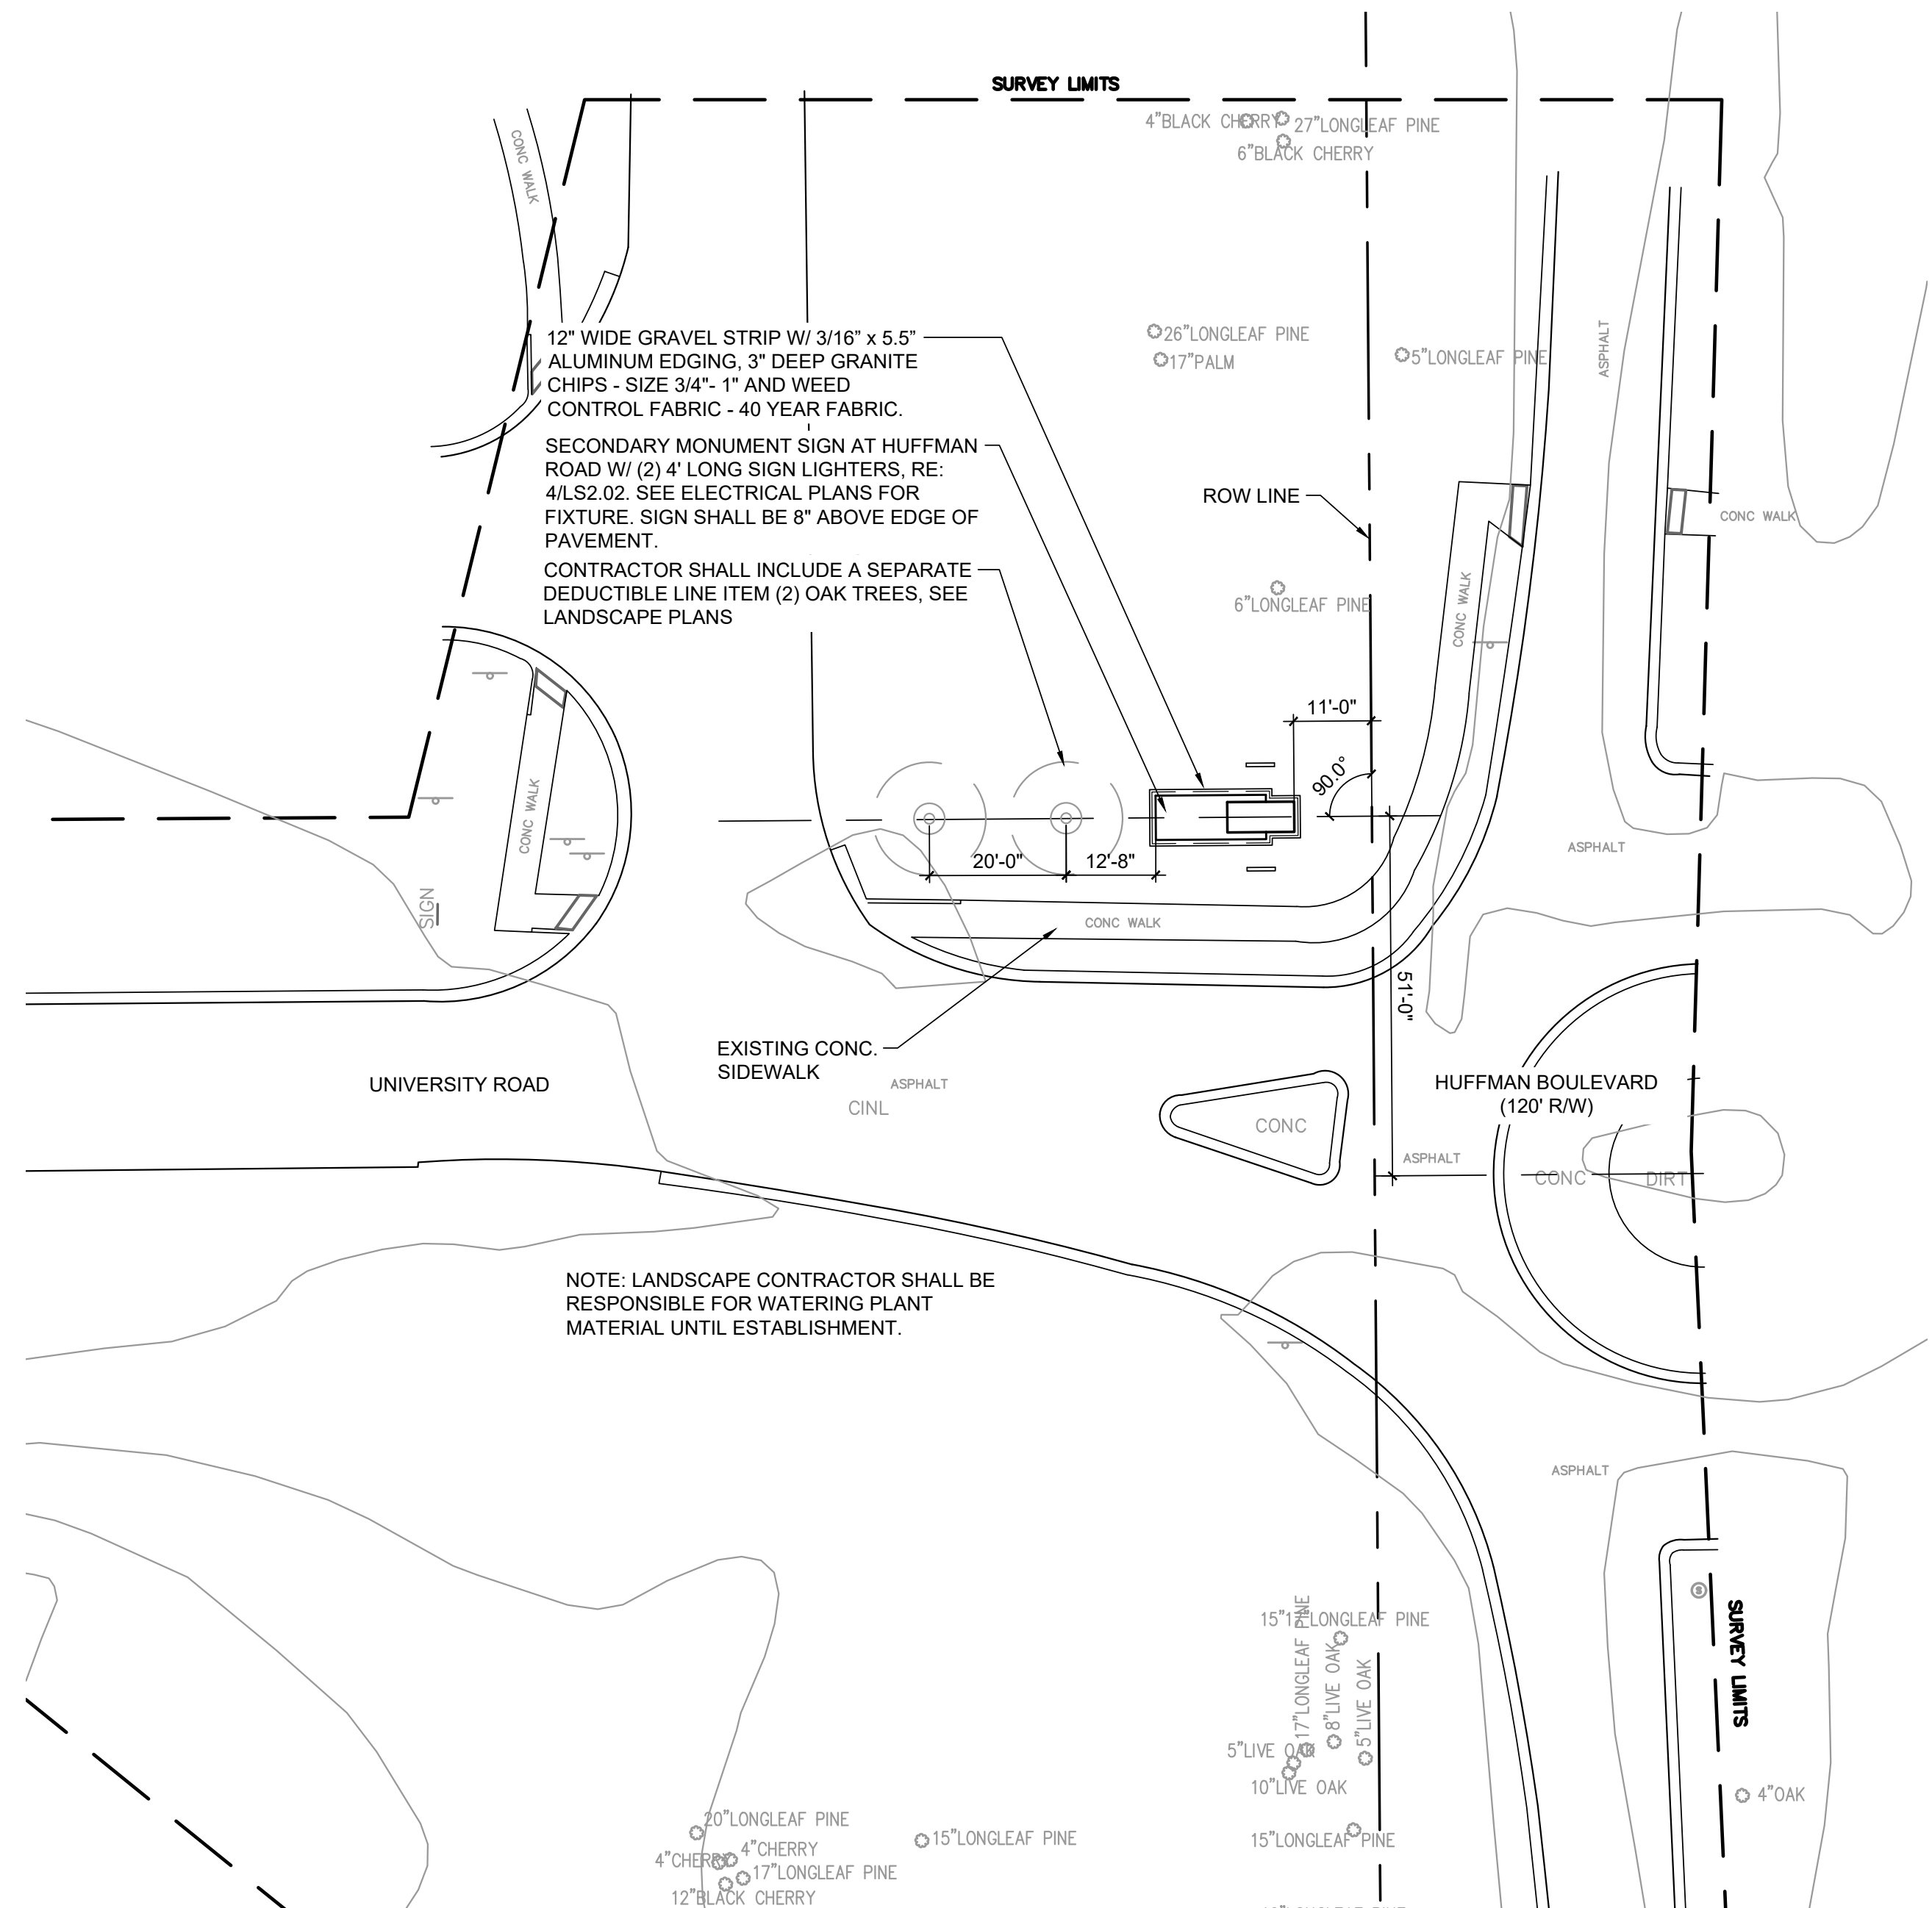 SURVEY LIMITS
4"BLACK CHERRY
27"LONGLEAF PINE
6"BLACK CHERRY
CONC WALK
12" WIDE GRAVEL STRIP W/ 3/16” x 5.5”
ALUMINUM EDGING, 3" DEEP GRANITE
CHIPS - SIZE 3/4"- 1" AND WEED
CONTROL FABRIC - 40 YEAR FABRIC.
26"LONGLEAF PINE
17"PALM
5"LONGLEAF PINE
ASPHALT
SECONDARY MONUMENT SIGN AT HUFFMAN
ROAD W/ (2) 4' LONG SIGN LIGHTERS, RE:
4/LS2.02. SEE ELECTRICAL PLANS FOR
FIXTURE. SIGN SHALL BE 8" ABOVE EDGE OF
PAVEMENT.
ROW LINE
CONC WALK
CONTRACTOR SHALL INCLUDE A SEPARATE
DEDUCTIBLE LINE ITEM (2) OAK TREES, SEE
LANDSCAPE PLANS
6"LONGLEAF PINE
CONC WALK
11'-0"
90.0°
CONC WALK
ASPHALT
20'-0"
12'-8"
SIGN
CONC WALK
51'-0"
EXISTING CONC.
SIDEWALK
UNIVERSITY ROAD
ASPHALT
CINL
HUFFMAN BOULEVARD
(120' R/W)
CONC
ASPHALT
CONC
DIRT
NOTE: LANDSCAPE CONTRACTOR SHALL BE
RESPONSIBLE FOR WATERING PLANT
MATERIAL UNTIL ESTABLISHMENT.
ASPHALT
S
SURVEY LIMITS
15"17"LONGLEAF PINE
17"LONGLEAF PINE
8"LIVE OAK
5"LIVE OAK
5"LIVE OAK
10"LIVE OAK
4"OAK
20"LONGLEAF PINE
15"LONGLEAF PINE
15"LONGLEAF PINE
4"CHERRY
4"CHERRY
17"LONGLEAF PINE
12"BLACK CHERRY